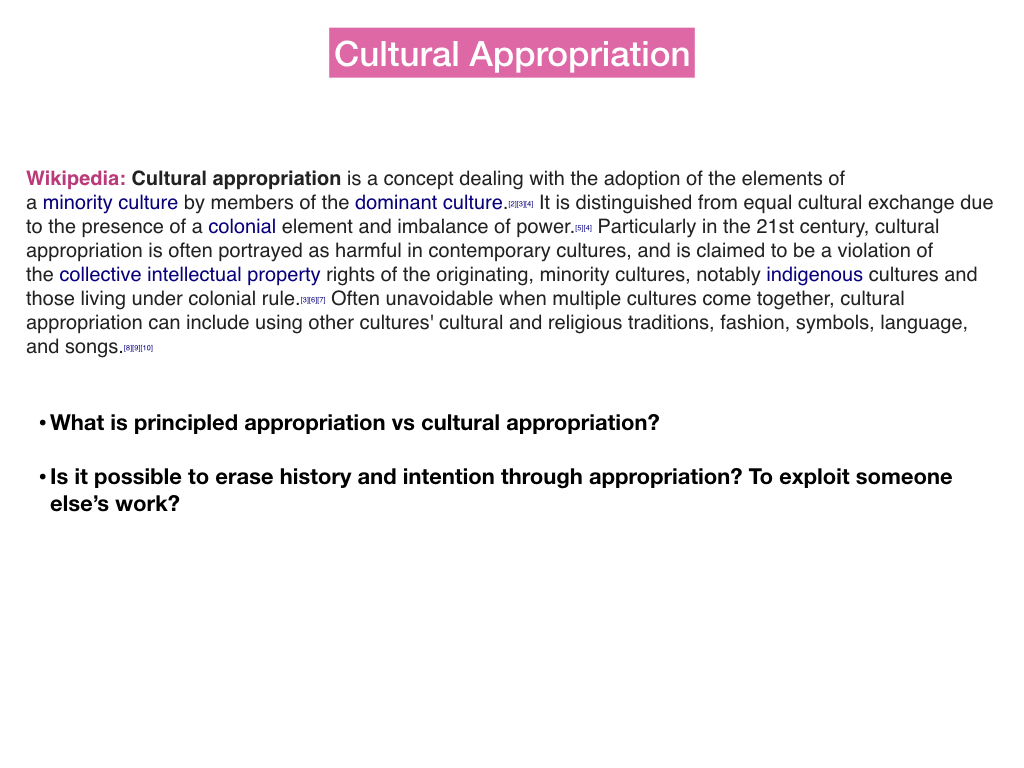 Cultural Appropriation
Wikipedia: Cultural appropriation is a concept dealing with the adoption of the elements of
a minority culture by members of the dominant culture.[2][3][4] It is distinguished from equal cultural exchange due
to the presence of a colonial element and imbalance of power.[5][4] Particularly in the 21st century, cultural
appropriation is often portrayed as harmful in contemporary cultures, and is claimed to be a violation of
the collective intellectual property rights of the originating, minority cultures, notably indigenous cultures and
those living under colonial rule.[3][6][7] Often unavoidable when multiple cultures come together, cultural
appropriation can include using other cultures' cultural and religious traditions, fashion, symbols, language,
and songs.[8][9][10]
• What is principled appropriation vs cultural appropriation?
• Is it possible to erase history and intention through appropriation? To exploit someone
else’s work?